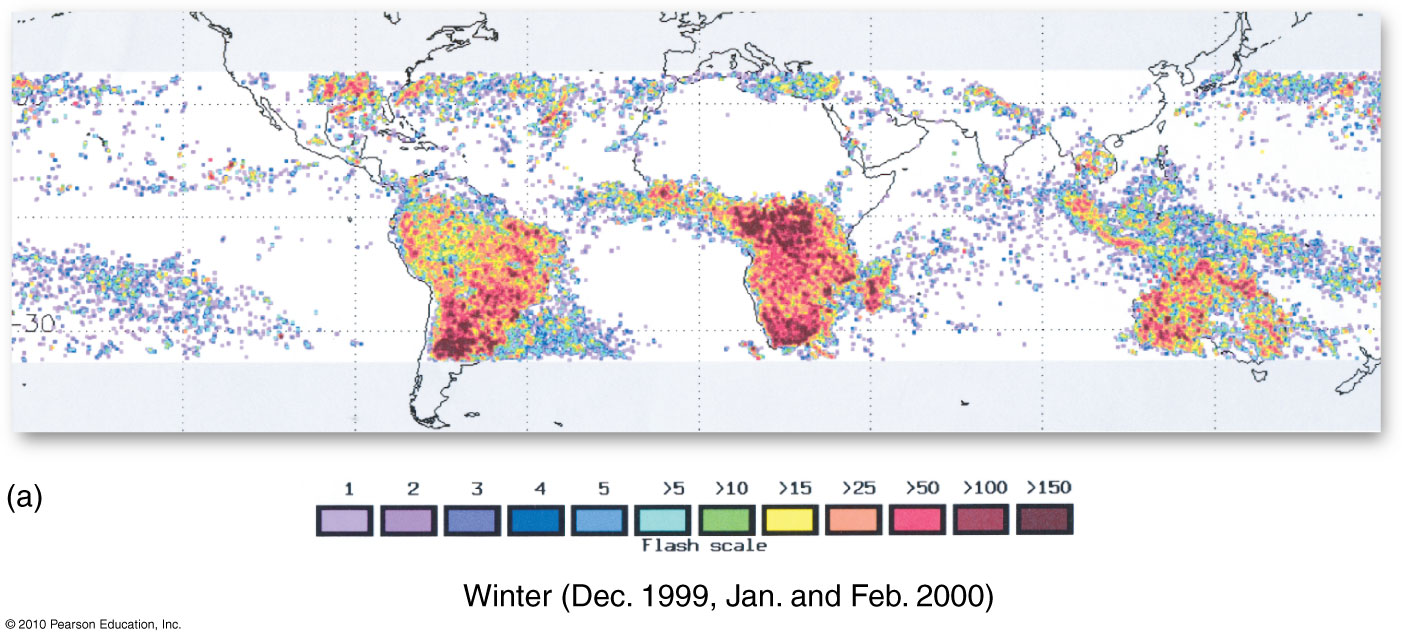 -30
(a)
1 2 3 4 5 >5 >10 >15 >25 >50 >100 >150
Flash scale
Winter (Dec. 1999, Jan. and Feb. 2000)
© 2010 Pearson Education, Inc.